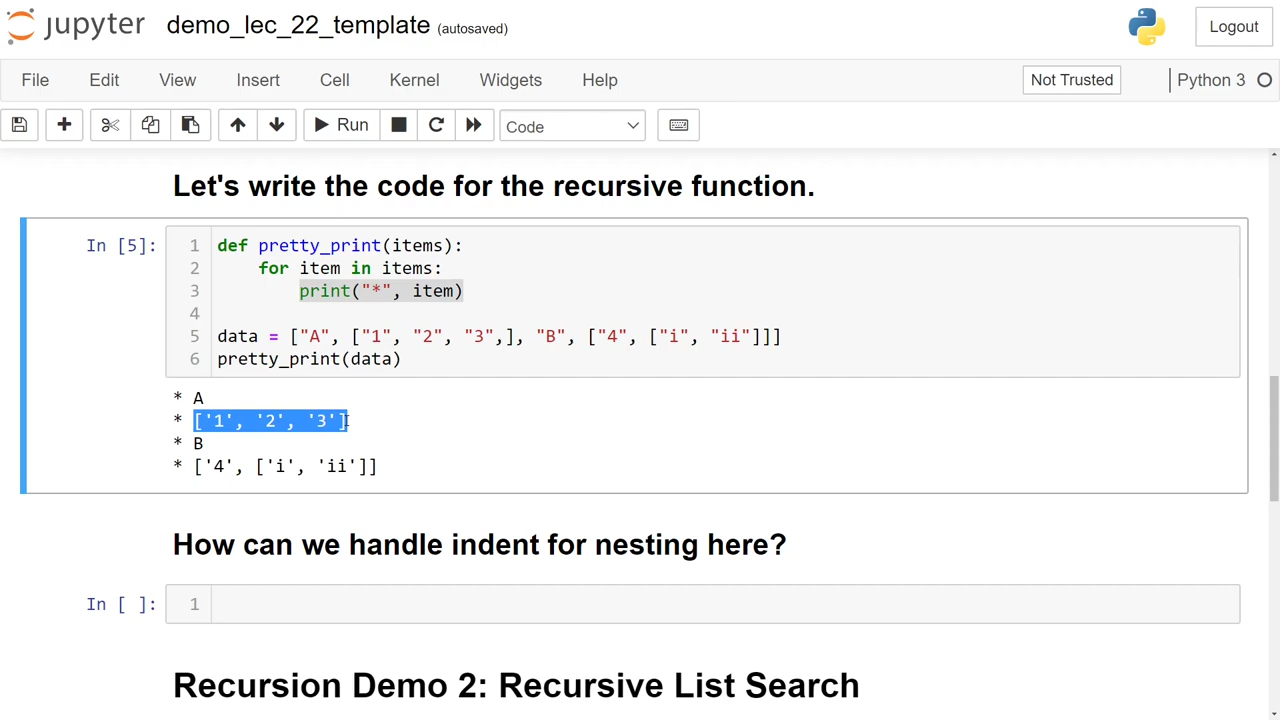 jupyter demo_lec_22_template (autosaved) Logout
File Edit View Insert Cell Kernel Widgets Help Not Trusted Python 3
Run Code
Let's write the code for the recursive function.
In [5]: 1 def pretty_print(items):
2 for item in items:
3 print("*", item)
4
5 data = ["A", ["1", "2", "3",], "B", ["4", ["i", "ii"]]]
6 pretty_print(data)
* A
* ['1', '2', '3']
* B
* ['4', ['i', 'ii']]
How can we handle indent for nesting here?
In [ ]: 1
Recursion Demo 2: Recursive List Search